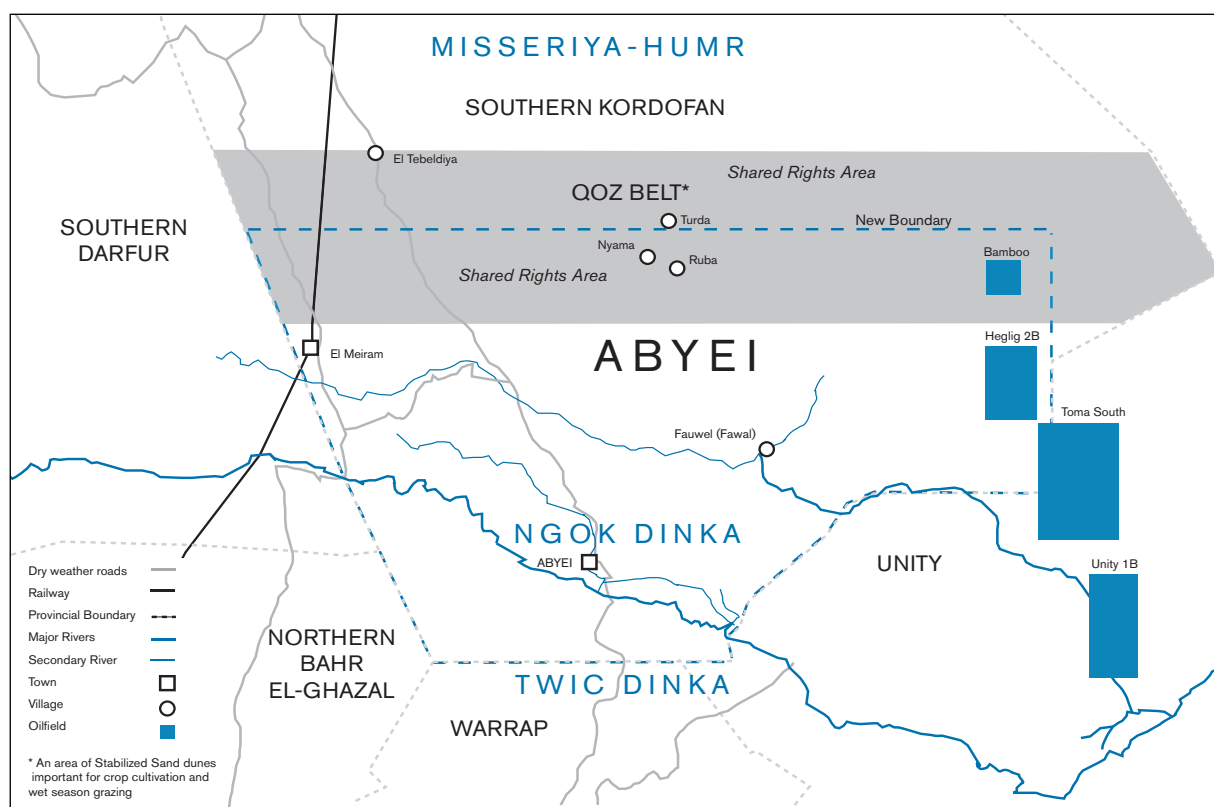 MISSERIYA-HUMR
SOUTHERN KORDOFAN
El Tebeldiya
Shared Rights Area
QOZ BELT*
Turda
New Boundary
SOUTHERN
DARFUR
Nyama
Ruba
Shared Rights Area
Bamboo
Heglig 2B
El Meiram
ABYEI
Toma South
Fauwel (Fawal)
NGOK DINKA
ABYEI
UNITY
Unity 1B
Dry weather roads
Railway
Provincial Boundary
Major Rivers
Secondary River
Town
Village
Oilfield
NORTHERN
BAHR
EL-GHAZAL
TWIC DINKA
WARRAP
* An area of Stabilized Sand dunes
important for crop cultivation and
wet season grazing